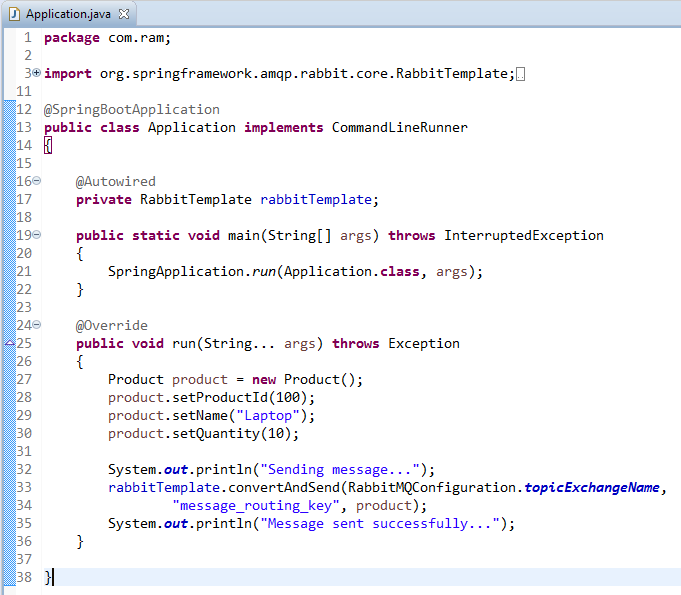 Application.java
1 package com.ram;
2
3 import org.springframework.amqp.rabbit.core.RabbitTemplate;
11
12 @SpringBootApplication
13 public class Application implements CommandLineRunner
14 {
15
16     @Autowired
17     private RabbitTemplate rabbitTemplate;
18
19     public static void main(String[] args) throws InterruptedException
20     {
21         SpringApplication.run(Application.class, args);
22     }
23
24     @Override
25     public void run(String... args) throws Exception
26     {
27         Product product = new Product();
28         product.setProductId(100);
29         product.setName("Laptop");
30         product.setQuantity(10);
31
32         System.out.println("Sending message...");
33         rabbitTemplate.convertAndSend(RabbitMQConfiguration.topicExchangeName,
34                 "message_routing_key", product);
35         System.out.println("Message sent successfully...");
36     }
37
38 }